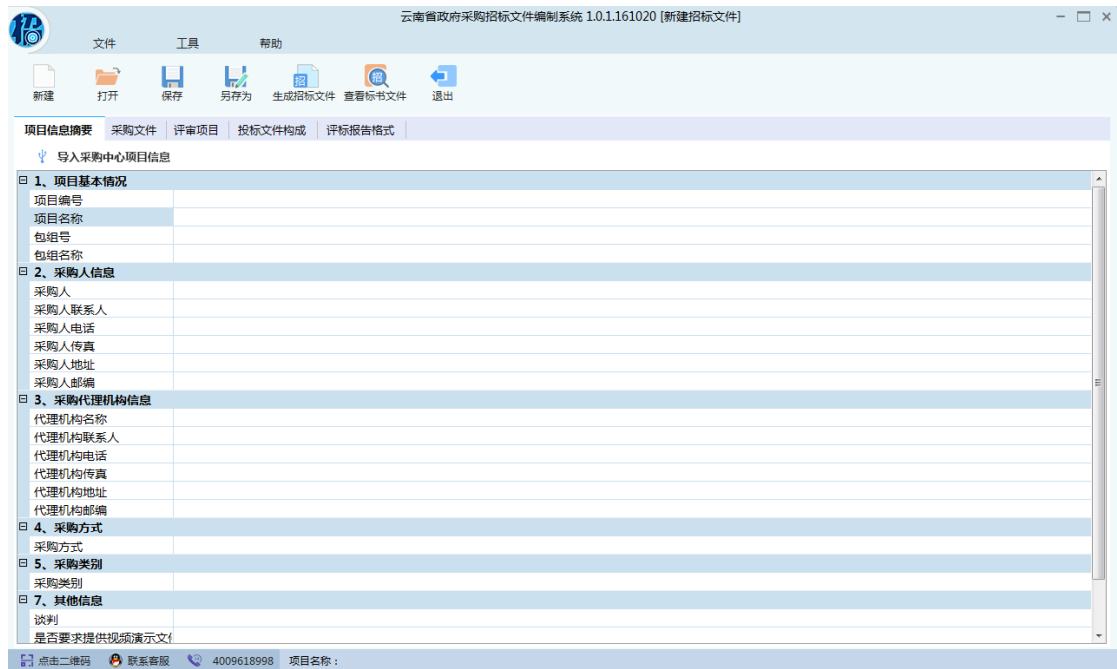 云南省政府采购招标文件编制系统 1.0.1.161020 [新建招标文件]
招
文件 工具 帮助
招 招
新建 打开 保存 另存为 生成招标文件 查看标书文件 退出
项目信息摘要 采购文件 评审项目 投标文件构成 评标报告格式
导入采购中心项目信息
1、项目基本情况
项目编号
项目名称
包组号
包组名称
2、采购人信息
采购人
采购人联系人
采购人电话
采购人传真
采购人地址
采购人邮编
3、采购代理机构信息
代理机构名称
代理机构联系人
代理机构电话
代理机构传真
代理机构地址
代理机构邮编
4、采购方式
采购方式
5、采购类别
采购类别
7、其他信息
谈判
是否要求提供视频演示文
点击二维码 联系客服 4009618998 项目名称：